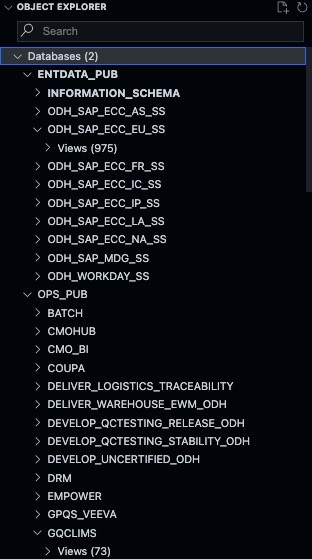 OBJECT EXPLORER
Search
Databases (2)
ENTDATA_PUB
INFORMATION_SCHEMA
ODH_SAP_ECC_AS_SS
ODH_SAP_ECC_EU_SS
Views (975)
ODH_SAP_ECC_FR_SS
ODH_SAP_ECC_IC_SS
ODH_SAP_ECC_IP_SS
ODH_SAP_ECC_LA_SS
ODH_SAP_ECC_NA_SS
ODH_SAP_MDG_SS
ODH_WORKDAY_SS
OPS_PUB
BATCH
CMOHUB
CMO_BI
COUPA
DELIVER_LOGISTICS_TRACEABILITY
DELIVER_WAREHOUSE_EWM_ODH
DEVELOP_QCTESTING_RELEASE_ODH
DEVELOP_QCTESTING_STABILITY_ODH
DEVELOP_UNCERTIFIED_ODH
DRM
EMPOWER
GPQS_VEEVA
GQCLIMS
Views (73)